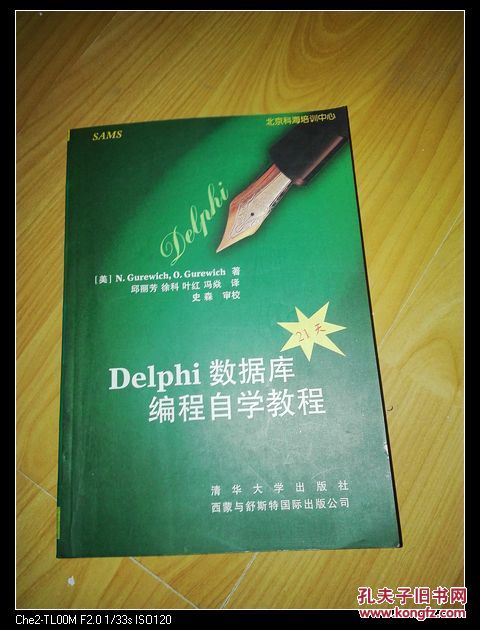 SAMS
北京科海培训中心
Delphi
[美] N. Gurewich, O. Gurewich 著
邱丽芳 徐科 叶红 冯焱 译
史森 审校
21天
Delphi 数据库
编程自学教程
清华大学出版社
西蒙与舒斯特国际出版公司
孔夫子旧书网
Che2-TL00M F2.0 1/33s ISO120